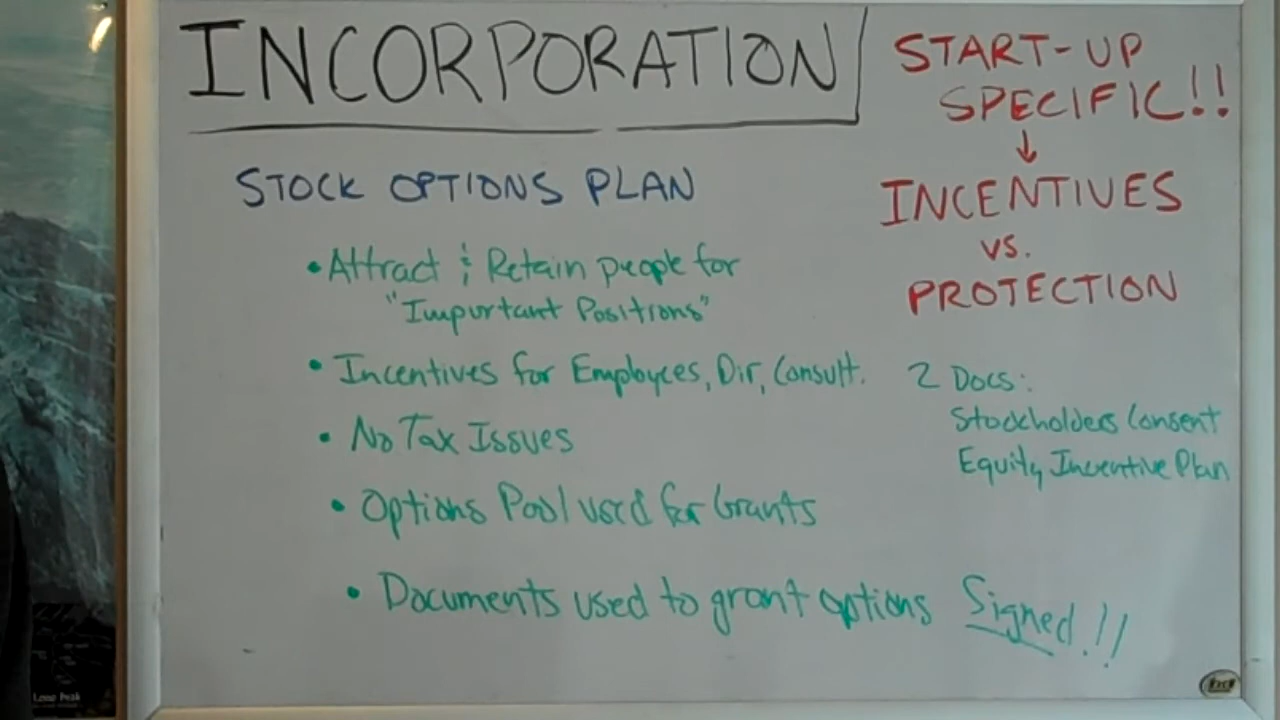 INCORPORATION
START-UP
SPECIFIC!!
↓
INCENTIVES
vs.
PROTECTION
STOCK OPTIONS PLAN
• Attract & Retain people for
"Important Positions"
• Incentives for Employees, Dir, Consult.
• No Tax Issues
• Options Pool used for Grants
• Documents used to grant options Signed!!
2 Docs:
Stockholders Consent
Equity Incentive Plan
Lone Peak